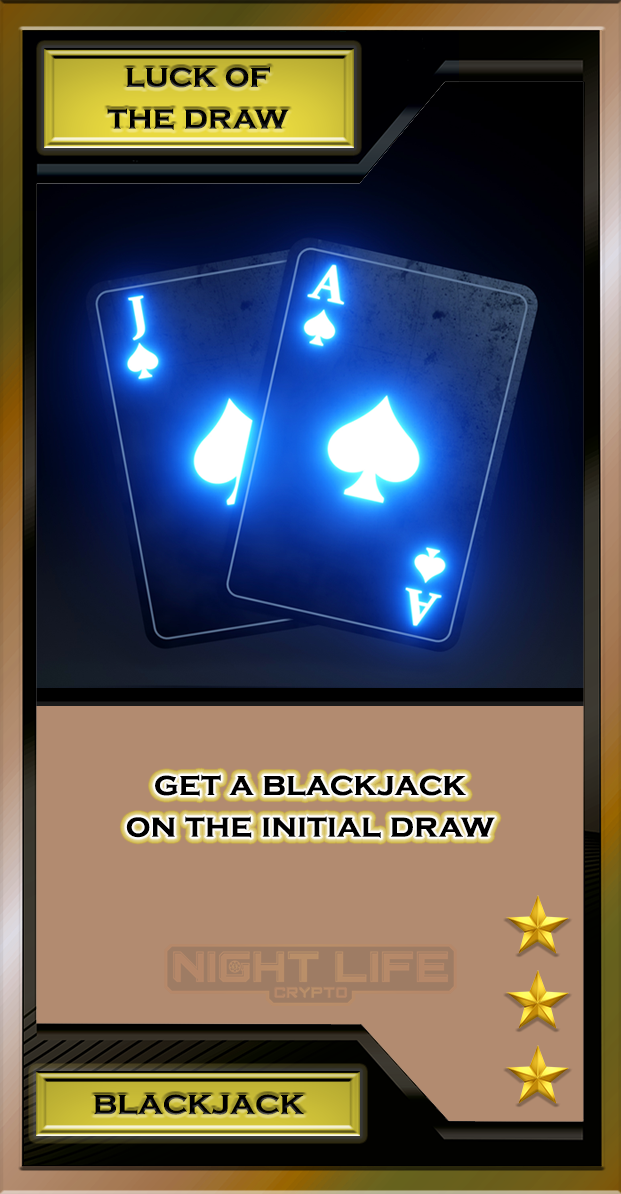 LUCK OF
THE DRAW
J
A
A
GET A BLACKJACK
ON THE INITIAL DRAW
NIGHT LIFE
CRYPTO
BLACKJACK